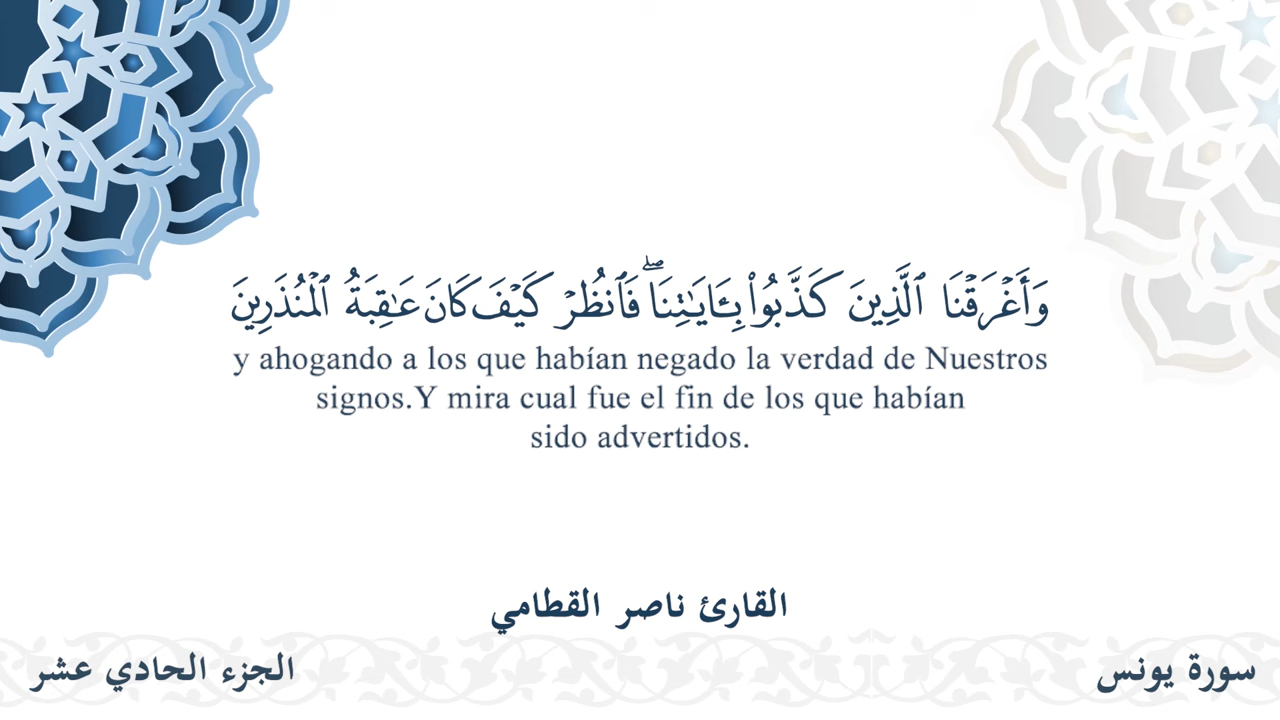 وَأَغۡرَقۡنَا ٱلَّذِينَ كَذَّبُواْ بِـَٔايَٰتِنَاۖ فَٱنظُرۡ كَيۡفَ كَانَ عَٰقِبَةُ ٱلۡمُنذَرِينَ
y ahogando a los que habían negado la verdad de Nuestros
signos.Y mira cual fue el fin de los que habían
sido advertidos.
القارئ ناصر القطامي
سورة يونس
الجزء الحادي عشر